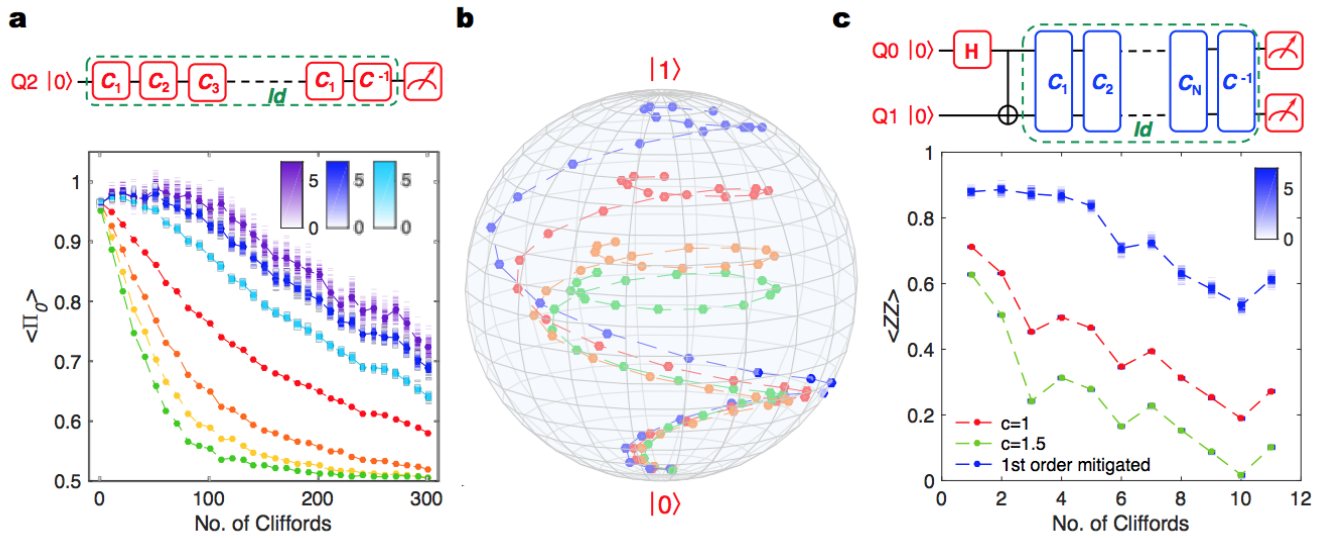 a
Q2 |0⟩ C1 C2 C3 C1 C-1
Id
1
0.9
0.8
0.7
0.6
0.5
<Π0>
5 5 5
0 0 0
0 100 200 300
No. of Cliffords
b
|1⟩
|0⟩
c
Q0 |0⟩ H
C1 C2 CN C-1
Q1 |0⟩
Id
1
0.8
0.6
0.4
0.2
0
<ZZ>
5
0
c=1
c=1.5
1st order mitigated
0 2 4 6 8 10 12
No. of Cliffords